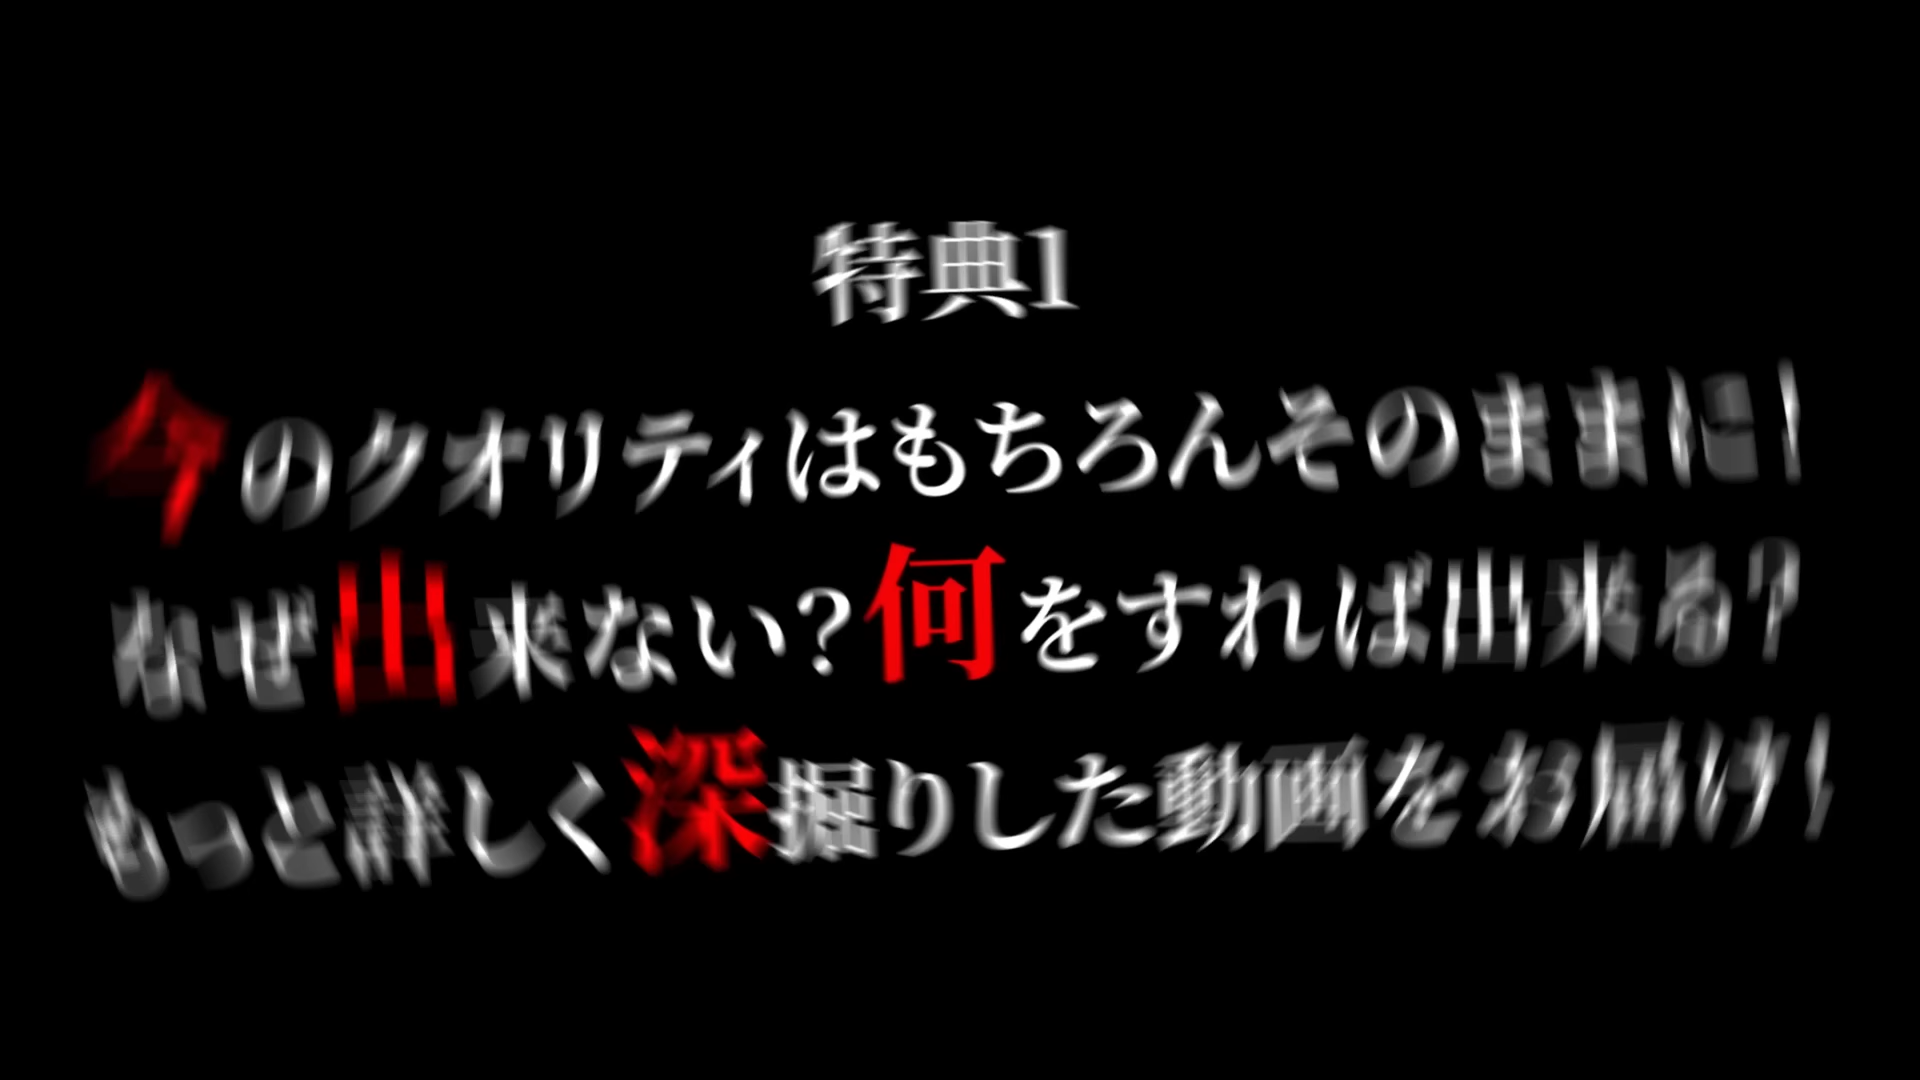 特典1
今のクオリティはもちろんそのままに！
なぜ出来ない？何をすれば出来る？
もっと詳しく深掘りした動画をお届け！